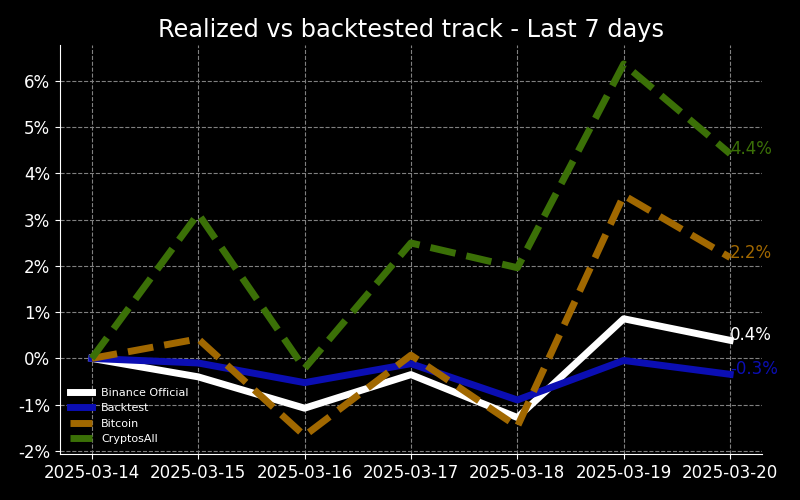 Realized vs backtested track - Last 7 days
6%
5%
4%
3%
2%
1%
0%
-1%
-2%
4.4%
2.2%
0.4%
-0.3%
Binance Official
Backtest
Bitcoin
CryptosAll
2025-03-14 2025-03-15 2025-03-16 2025-03-17 2025-03-18 2025-03-19 2025-03-20